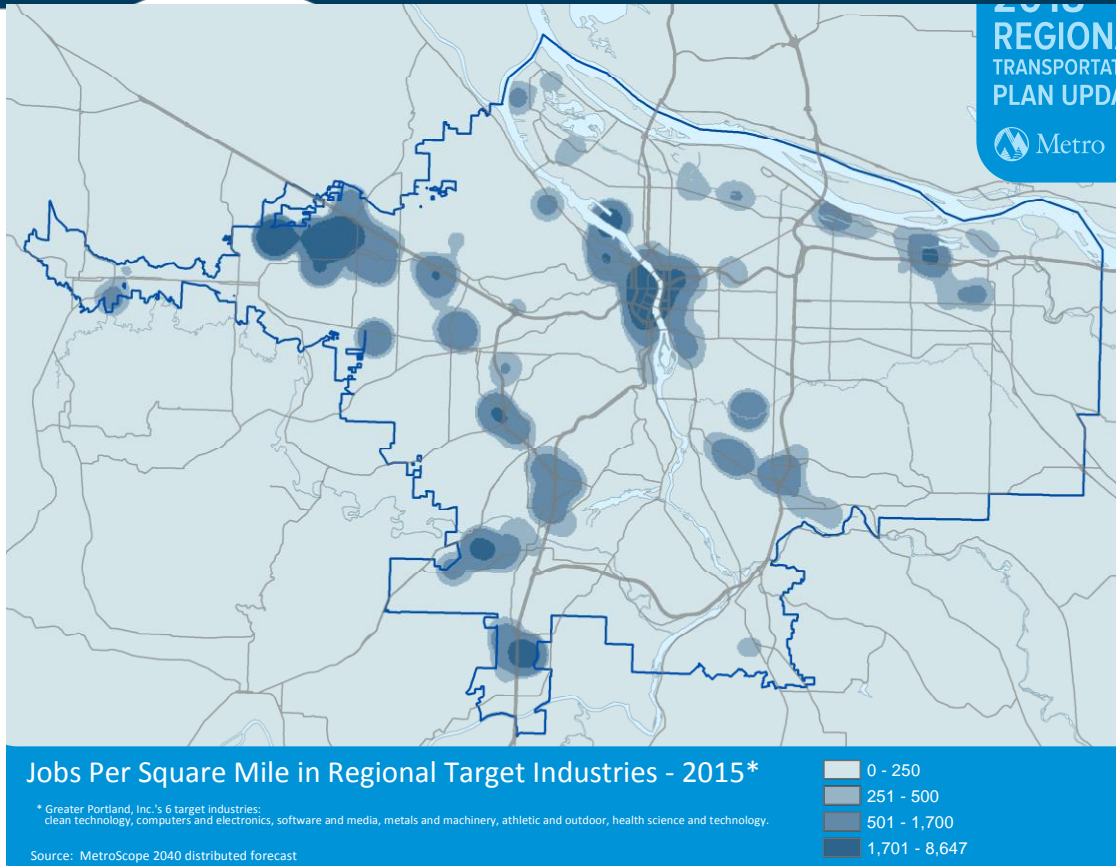 REGIONA
TRANSPORTAT
PLAN UPDA
Metro
Jobs Per Square Mile in Regional Target Industries - 2015*
* Greater Portland, Inc.'s 6 target industries:
clean technology, computers and electronics, software and media, metals and machinery, athletic and outdoor, health science and technology.
Source: MetroScope 2040 distributed forecast
0 - 250
251 - 500
501 - 1,700
1,701 - 8,647